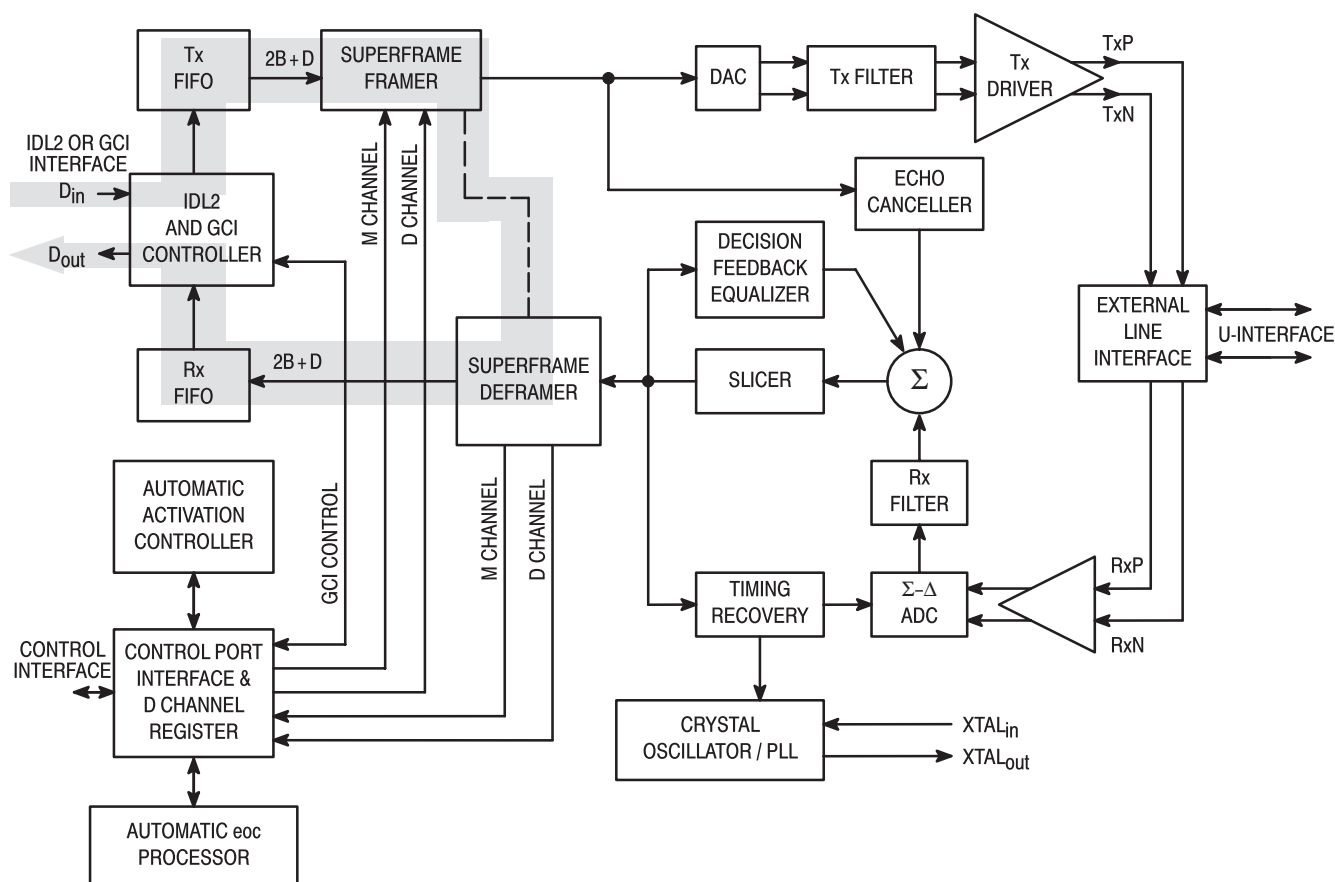 Tx
FIFO
2B + D
SUPERFRAME
FRAMER
DAC
Tx FILTER
Tx
DRIVER
TxP
TxN
IDL2 OR GCI
INTERFACE
Din
Dout
IDL2
AND GCI
CONTROLLER
M CHANNEL
D CHANNEL
ECHO
CANCELLER
DECISION
FEEDBACK
EQUALIZER
EXTERNAL
LINE
INTERFACE
U-INTERFACE
Rx
FIFO
2B + D
SUPERFRAME
DEFRAMER
SLICER
Σ
Rx
FILTER
AUTOMATIC
ACTIVATION
CONTROLLER
GCI CONTROL
M CHANNEL
D CHANNEL
TIMING
RECOVERY
Σ–Δ
ADC
RxP
RxN
CONTROL
INTERFACE
CONTROL PORT
INTERFACE &
D CHANNEL
REGISTER
CRYSTAL
OSCILLATOR / PLL
XTALin
XTALout
AUTOMATIC eoc
PROCESSOR